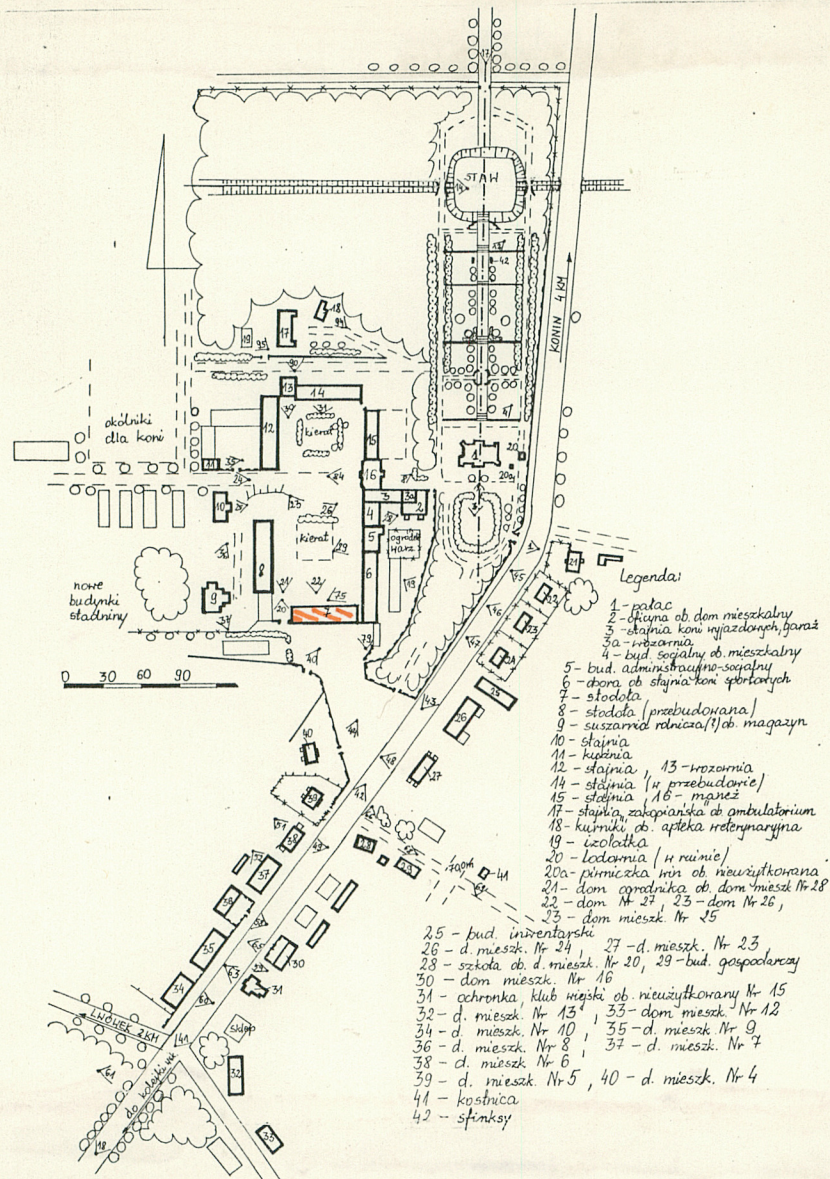 STAW
KONIN 4 KM
okólniki
dla koni
kierat
kierat
ogród
warz.
nowe
budynki
stadniny
0 30 60 90
Legenda:
1 - pałac
2 - oficyna ob. dom mieszkalny
3 - stajnia koni wyjazdowych, garaż
3a - wozownia
4 - bud. socjalny ob. mieszkalny
5 - bud. administracyjno-socjalny
6 - obora ob stajnia koni sportowych
7 - stodoła
8 - stodoła /przebudowana/
9 - suszarnia rolnicza(?) ob. magazyn
10 - stajnia
11 - kuźnia
12 - stajnia, 13 - wozownia
14 - stajnia /w przebudowie/
15 - stajnia, 16 - maneż
17 - stajnia „zakopiańska" ob. ambulatorium
18 - kurniki ob. apteka weterynaryjna
19 - izolatka
20 - lodownia /w ruinie/
20a - piwniczka win ob. nieużytkowana
21 - dom ogrodnika ob. dom mieszk Nr 28
22 - dom Nr 27, 23 - dom Nr 26,
23 - dom mieszk. Nr 25
25 - bud. inwentarski
26 - d. mieszk. Nr 24, 27 - d. mieszk. Nr 23,
28 - szkoła ob. d. mieszk. Nr 20, 29 - bud. gospodarczy
30 - dom mieszk. Nr 16
31 - ochronka, klub wiejski ob. nieużytkowany Nr 15
32 - d. mieszk. Nr 13, 33 - dom mieszk. Nr 12
34 - d. mieszk. Nr 10, 35 - d. mieszk. Nr 9
36 - d. mieszk. Nr 8, 37 - d. mieszk. Nr 7
38 - d. mieszk. Nr 6
39 - d. mieszk. Nr 5, 40 - d. mieszk. Nr 4
41 - kostnica
42 - sfinksy
sklep
LWÓWEK 2KM
do kolejki wk